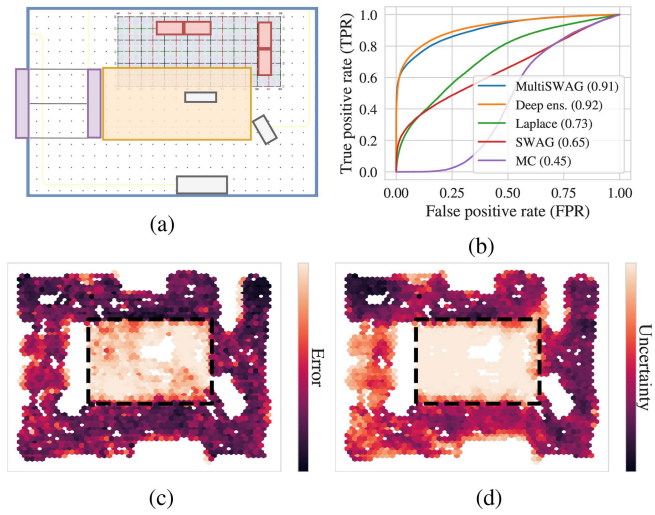 (a)
True positive rate (TPR)
1.0
0.8
0.6
0.4
0.2
0.0
MultiSWAG (0.91)
Deep ens. (0.92)
Laplace (0.73)
SWAG (0.65)
MC (0.45)
0.00 0.25 0.50 0.75 1.00
False positive rate (FPR)
(b)
Error
(c)
Uncertainty
(d)